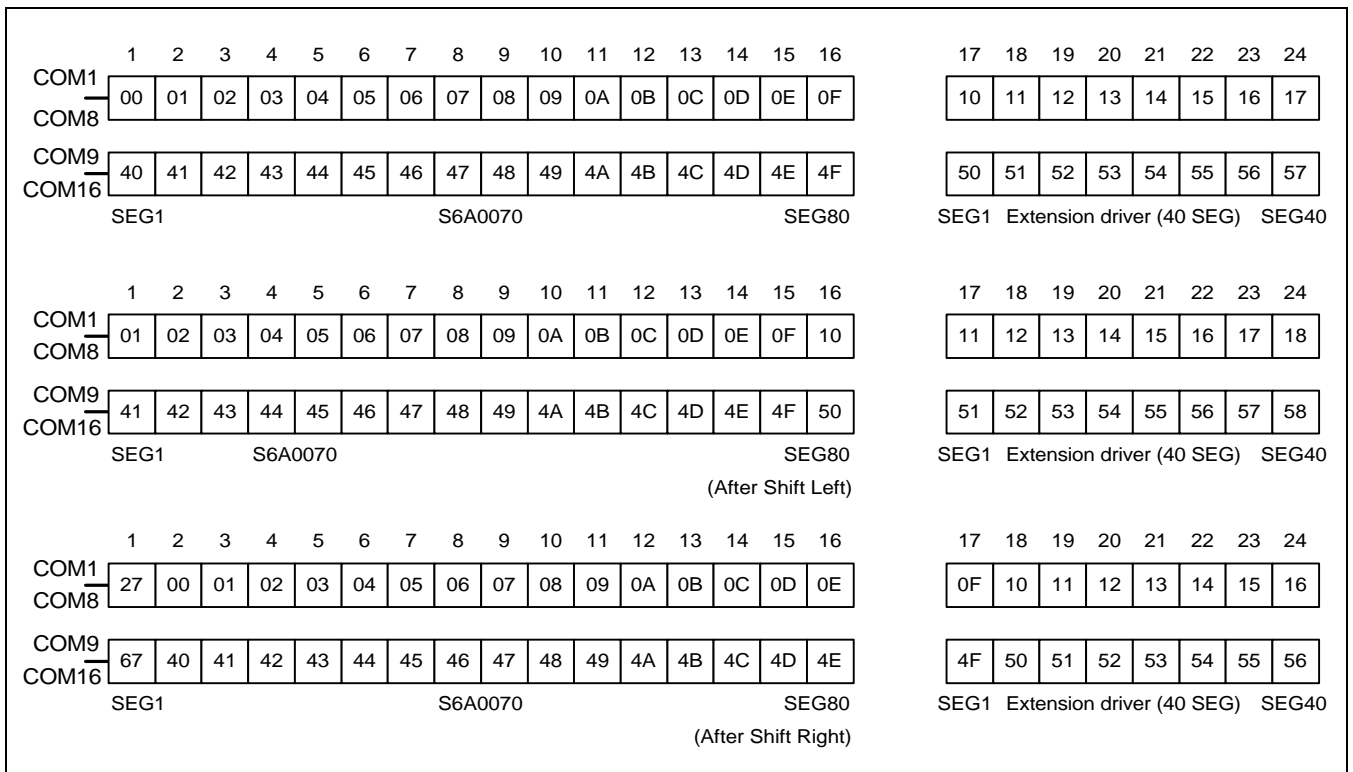 1 2 3 4 5 6 7 8 9 10 11 12 13 14 15 16 17 18 19 20 21 22 23 24
COM1
00 01 02 03 04 05 06 07 08 09 0A 0B 0C 0D 0E 0F 10 11 12 13 14 15 16 17
COM8
COM9
40 41 42 43 44 45 46 47 48 49 4A 4B 4C 4D 4E 4F 50 51 52 53 54 55 56 57
COM16
SEG1 S6A0070 SEG80 SEG1 Extension driver (40 SEG) SEG40
1 2 3 4 5 6 7 8 9 10 11 12 13 14 15 16 17 18 19 20 21 22 23 24
COM1
01 02 03 04 05 06 07 08 09 0A 0B 0C 0D 0E 0F 10 11 12 13 14 15 16 17 18
COM8
COM9
41 42 43 44 45 46 47 48 49 4A 4B 4C 4D 4E 4F 50 51 52 53 54 55 56 57 58
COM16
SEG1 S6A0070 SEG80 SEG1 Extension driver (40 SEG) SEG40
(After Shift Left)
1 2 3 4 5 6 7 8 9 10 11 12 13 14 15 16 17 18 19 20 21 22 23 24
COM1
27 00 01 02 03 04 05 06 07 08 09 0A 0B 0C 0D 0E 0F 10 11 12 13 14 15 16
COM8
COM9
67 40 41 42 43 44 45 46 47 48 49 4A 4B 4C 4D 4E 4F 50 51 52 53 54 55 56
COM16
SEG1 S6A0070 SEG80 SEG1 Extension driver (40 SEG) SEG40
(After Shift Right)